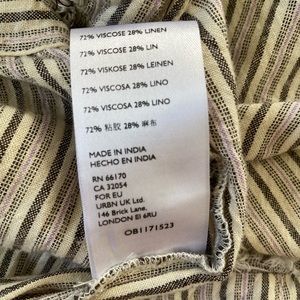 72% VISCOSE 28% LINEN
72% VISCOSE 28% LIN
72% VISKOSE 28% LEINEN
72% VISCOSA 28% LINO
72% VISCOSA 28% LINO
72% 粘胶 28% 麻布
MADE IN INDIA
HECHO EN INDIA
RN 66170
CA 32054
FOR EU
URBN UK Ltd.
146 Brick Lane.
LONDON E1 6RU
OB1171523